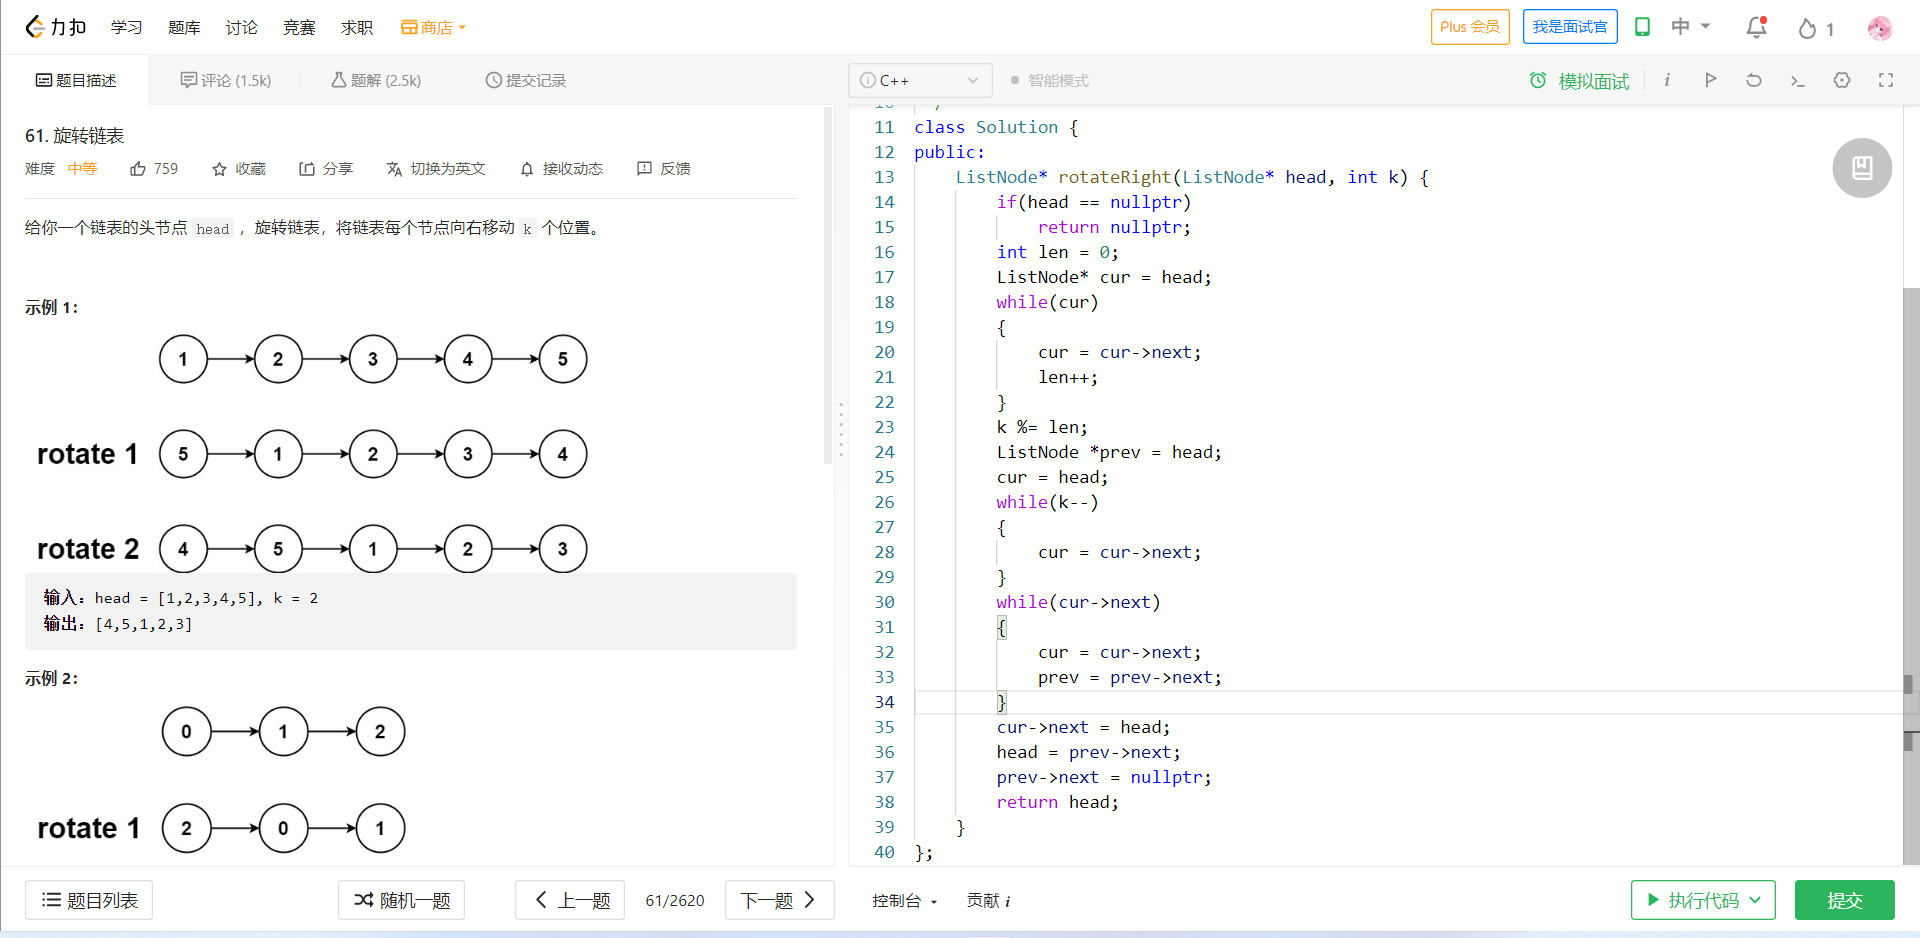 力扣 学习 题库 讨论 竞赛 求职 商店 Plus 会员 我是面试官 中 1
题目描述 评论 (1.5k) 题解 (2.5k) 提交记录 C++ 智能模式 模拟面试
61. 旋转链表
难度 中等 759 收藏 分享 切换为英文 接收动态 反馈
给你一个链表的头节点 head ，旋转链表，将链表每个节点向右移动 k 个位置。
示例 1：
1 2 3 4 5
rotate 1 5 1 2 3 4
rotate 2 4 5 1 2 3
输入：head = [1,2,3,4,5], k = 2
输出：[4,5,1,2,3]
示例 2：
0 1 2
rotate 1 2 0 1
11 class Solution {
12 public:
13 ListNode* rotateRight(ListNode* head, int k) {
14 if(head == nullptr)
15 return nullptr;
16 int len = 0;
17 ListNode* cur = head;
18 while(cur)
19 {
20 cur = cur->next;
21 len++;
22 }
23 k %= len;
24 ListNode *prev = head;
25 cur = head;
26 while(k--)
27 {
28 cur = cur->next;
29 }
30 while(cur->next)
31 {
32 cur = cur->next;
33 prev = prev->next;
34 }
35 cur->next = head;
36 head = prev->next;
37 prev->next = nullptr;
38 return head;
39 }
40 };
题目列表 随机一题 上一题 61/2620 下一题 控制台 贡献 i 执行代码 提交